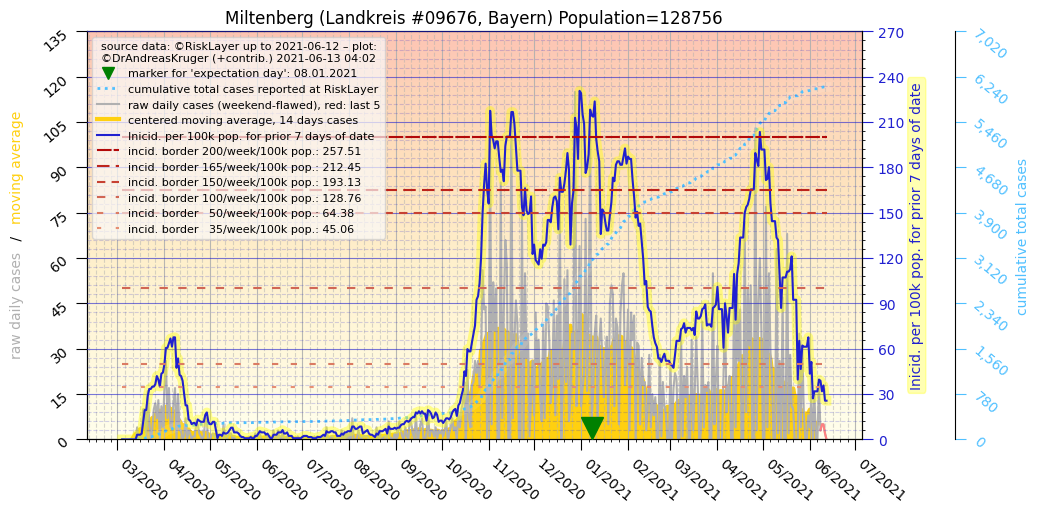 Miltenberg (Landkreis #09676, Bayern) Population=128756
source data: ©RiskLayer up to 2021-06-12 – plot:
©DrAndreasKruger (+contrib.) 2021-06-13 04:02
marker for 'expectation day': 08.01.2021
cumulative total cases reported at RiskLayer
raw daily cases (weekend-flawed), red: last 5
centered moving average, 14 days cases
Inicid. per 100k pop. for prior 7 days of date
incid. border 200/week/100k pop.: 257.51
incid. border 165/week/100k pop.: 212.45
incid. border 150/week/100k pop.: 193.13
incid. border 100/week/100k pop.: 128.76
incid. border   50/week/100k pop.: 64.38
incid. border   35/week/100k pop.: 45.06
raw daily cases   /   moving average
135
120
105
90
75
60
45
30
15
0
03/2020
04/2020
05/2020
06/2020
07/2020
08/2020
09/2020
10/2020
11/2020
12/2020
01/2021
02/2021
03/2021
04/2021
05/2021
06/2021
07/2021
270
240
210
180
150
120
90
60
30
0
Inicid. per 100k pop. for prior 7 days of date
7,020
6,240
5,460
4,680
3,900
3,120
2,340
1,560
780
0
cumulative total cases